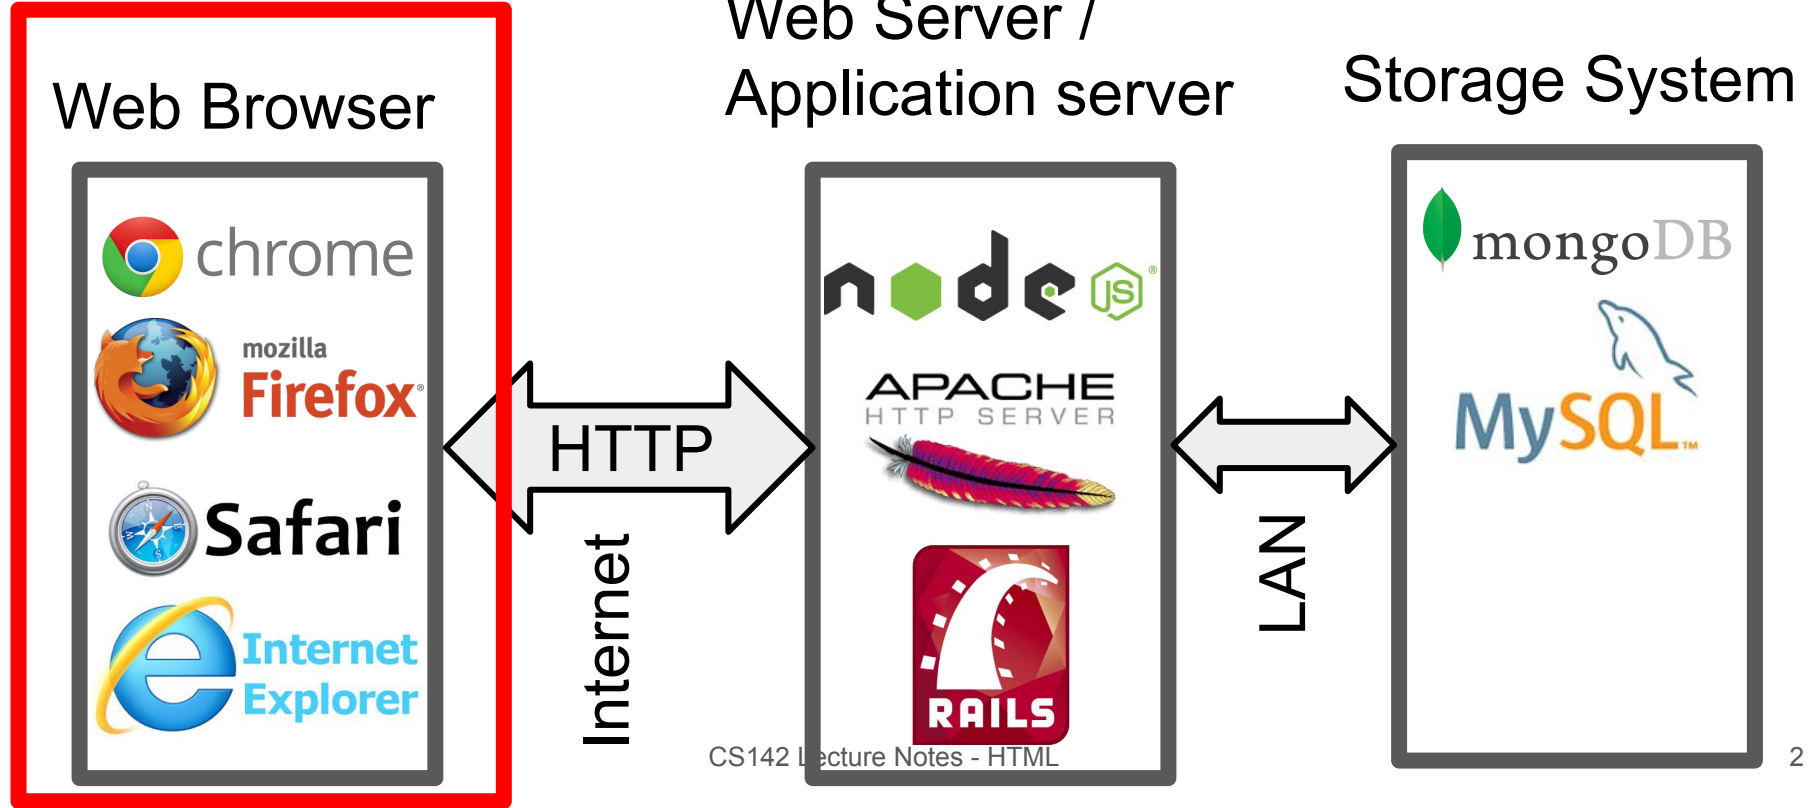 Web Server /
Application server
Storage System
Web Browser
chrome
mozilla
Firefox®
Safari
Internet
Explorer
HTTP
Internet
node JS®
APACHE
HTTP SERVER
RAILS
LAN
mongoDB
MySQL™
CS142 Lecture Notes - HTML
2